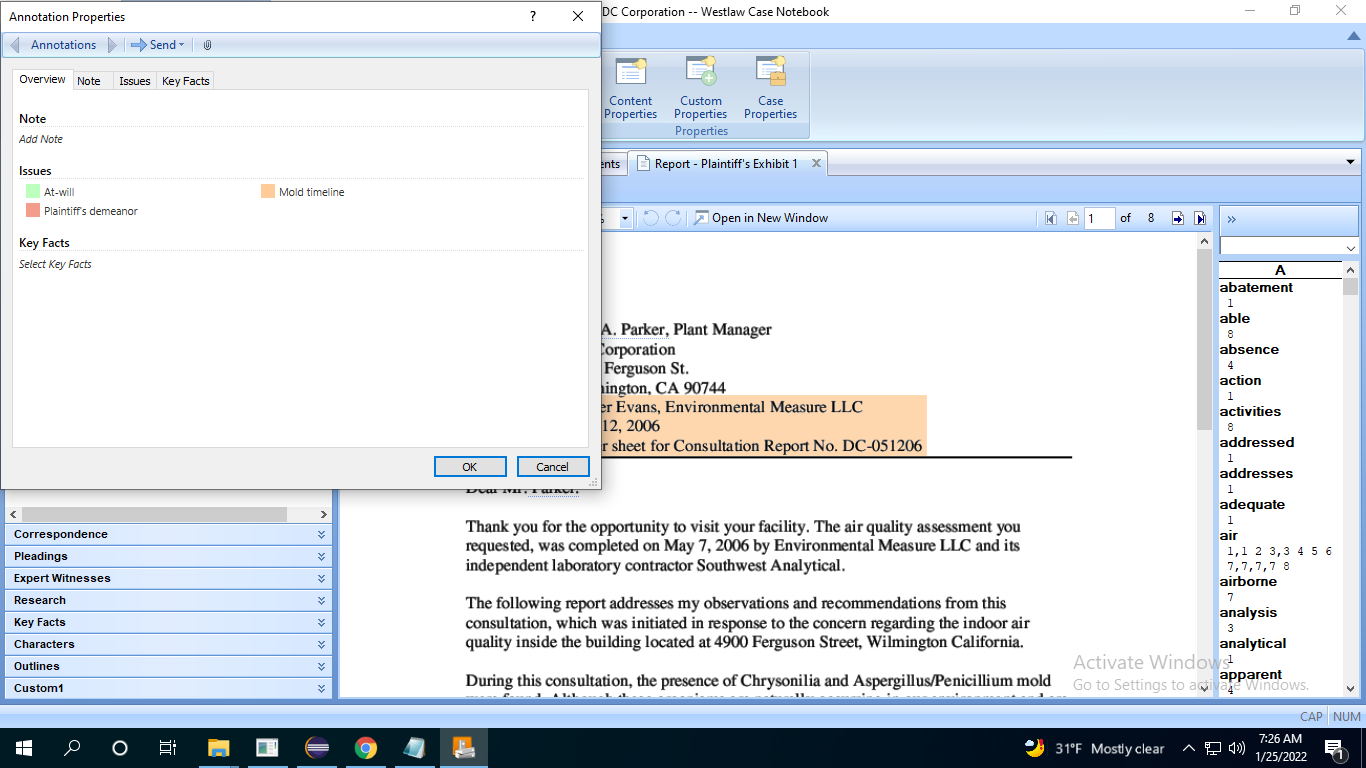 Annotation Properties
?
DC Corporation -- Westlaw Case Notebook
Annotations
Send
Overview
Note
Issues
Key Facts
Note
Add Note
Issues
At-will
Mold timeline
Plaintiff's demeanor
Key Facts
Select Key Facts
OK
Cancel
Content Properties
Custom Properties
Case Properties
Properties
Report - Plaintiff's Exhibit 1
Open in New Window
1 of 8
A. Parker, Plant Manager
Corporation
Ferguson St.
CA 90744
Evans, Environmental Measure LLC
12, 2006
sheet for Consultation Report No. DC-051206
Dear Mr. Parker:
Thank you for the opportunity to visit your facility. The air quality assessment you
requested, was completed on May 7, 2006 by Environmental Measure LLC and its
independent laboratory contractor Southwest Analytical.
The following report addresses my observations and recommendations from this
consultation, which was initiated in response to the concern regarding the indoor air
quality inside the building located at 4900 Ferguson Street, Wilmington California.
During this consultation, the presence of Chrysonilia and Aspergillus/Penicillium mold
Correspondence
Pleadings
Expert Witnesses
Research
Key Facts
Characters
Outlines
Custom1
A
abatement
1
able
8
absence
4
action
1
activities
8
addressed
1
addresses
1
adequate
1
air
1,1 2 3,3 4 5 6
7,7,7,7 8
airborne
7
analysis
3
analytical
1
apparent
4
Activate Windows
Go to Settings to activate Windows.
CAP
NUM
31°F Mostly clear
7:26 AM
1/25/2022
1